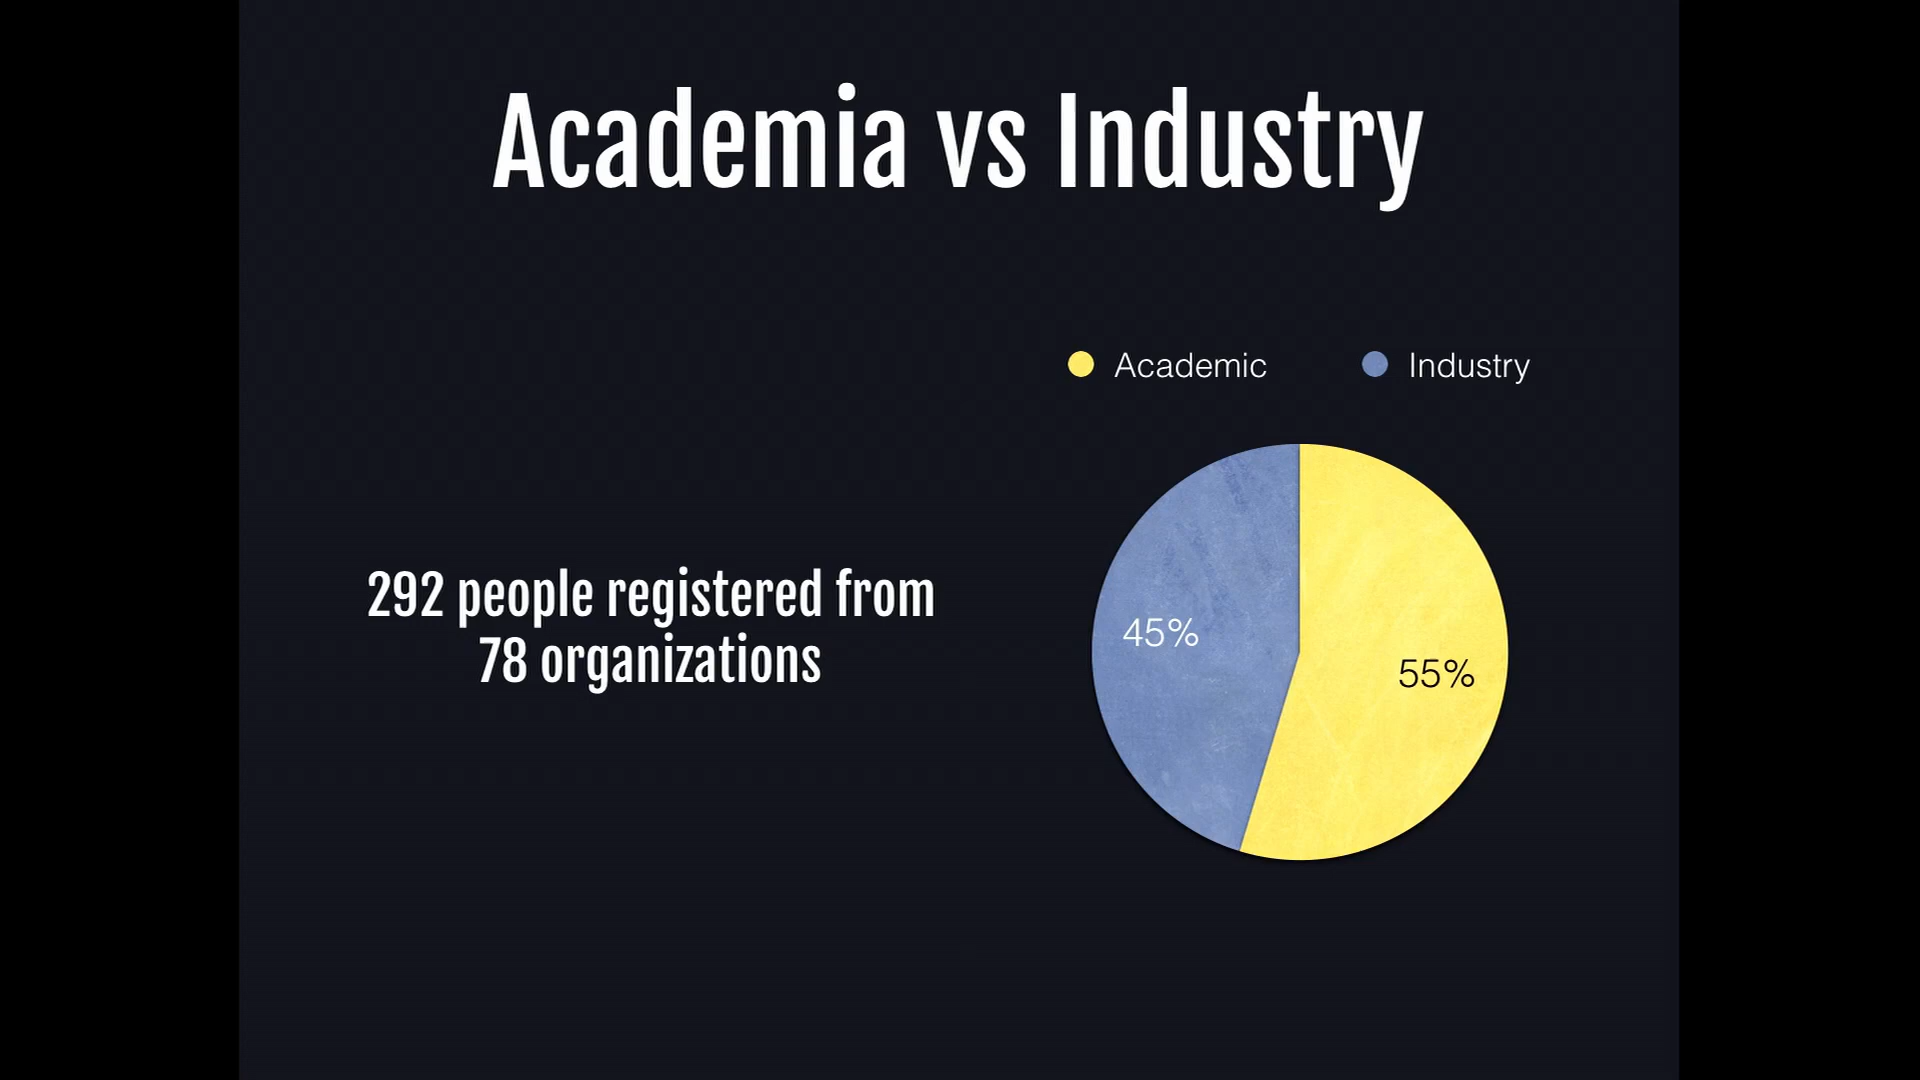 Academia vs Industry
Academic
Industry
292 people registered from
78 organizations
45%
55%